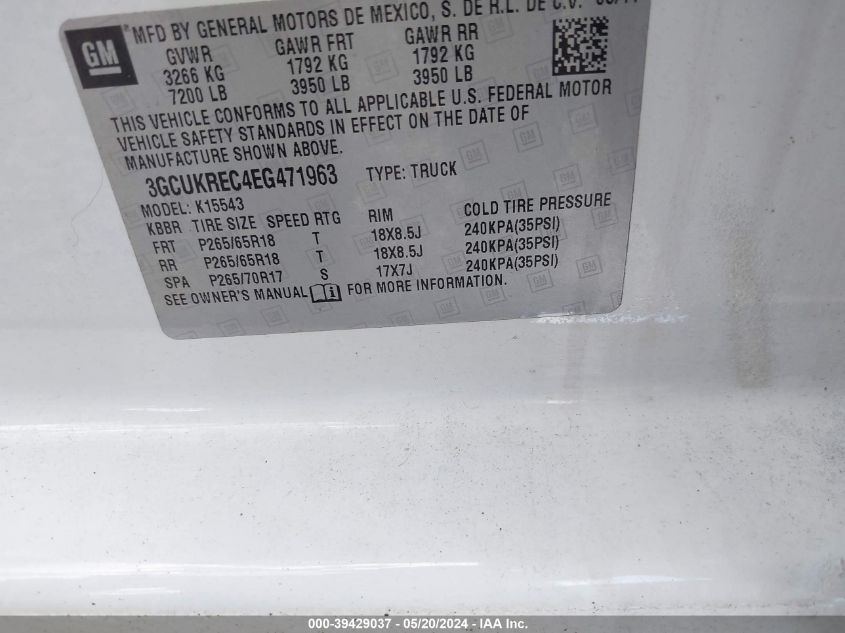 GM ® MFD BY GENERAL MOTORS DE MEXICO, S. DE R.L. DE C.V.
GVWR GAWR FRT GAWR RR
3266 KG 1792 KG 1792 KG
7200 LB 3950 LB 3950 LB
THIS VEHICLE CONFORMS TO ALL APPLICABLE U.S. FEDERAL MOTOR
VEHICLE SAFETY STANDARDS IN EFFECT ON THE DATE OF
MANUFACTURE SHOWN ABOVE.
3GCUKREC4EG471963 TYPE: TRUCK
MODEL: K15543
KBBR TIRE SIZE SPEED RTG RIM COLD TIRE PRESSURE
FRT P265/65R18 T 18X8.5J 240KPA(35PSI)
RR P265/65R18 T 18X8.5J 240KPA(35PSI)
SPA P265/70R17 S 17X7J 240KPA(35PSI)
SEE OWNER'S MANUAL FOR MORE INFORMATION.
000-39429037 - 05/20/2024 - IAA Inc.